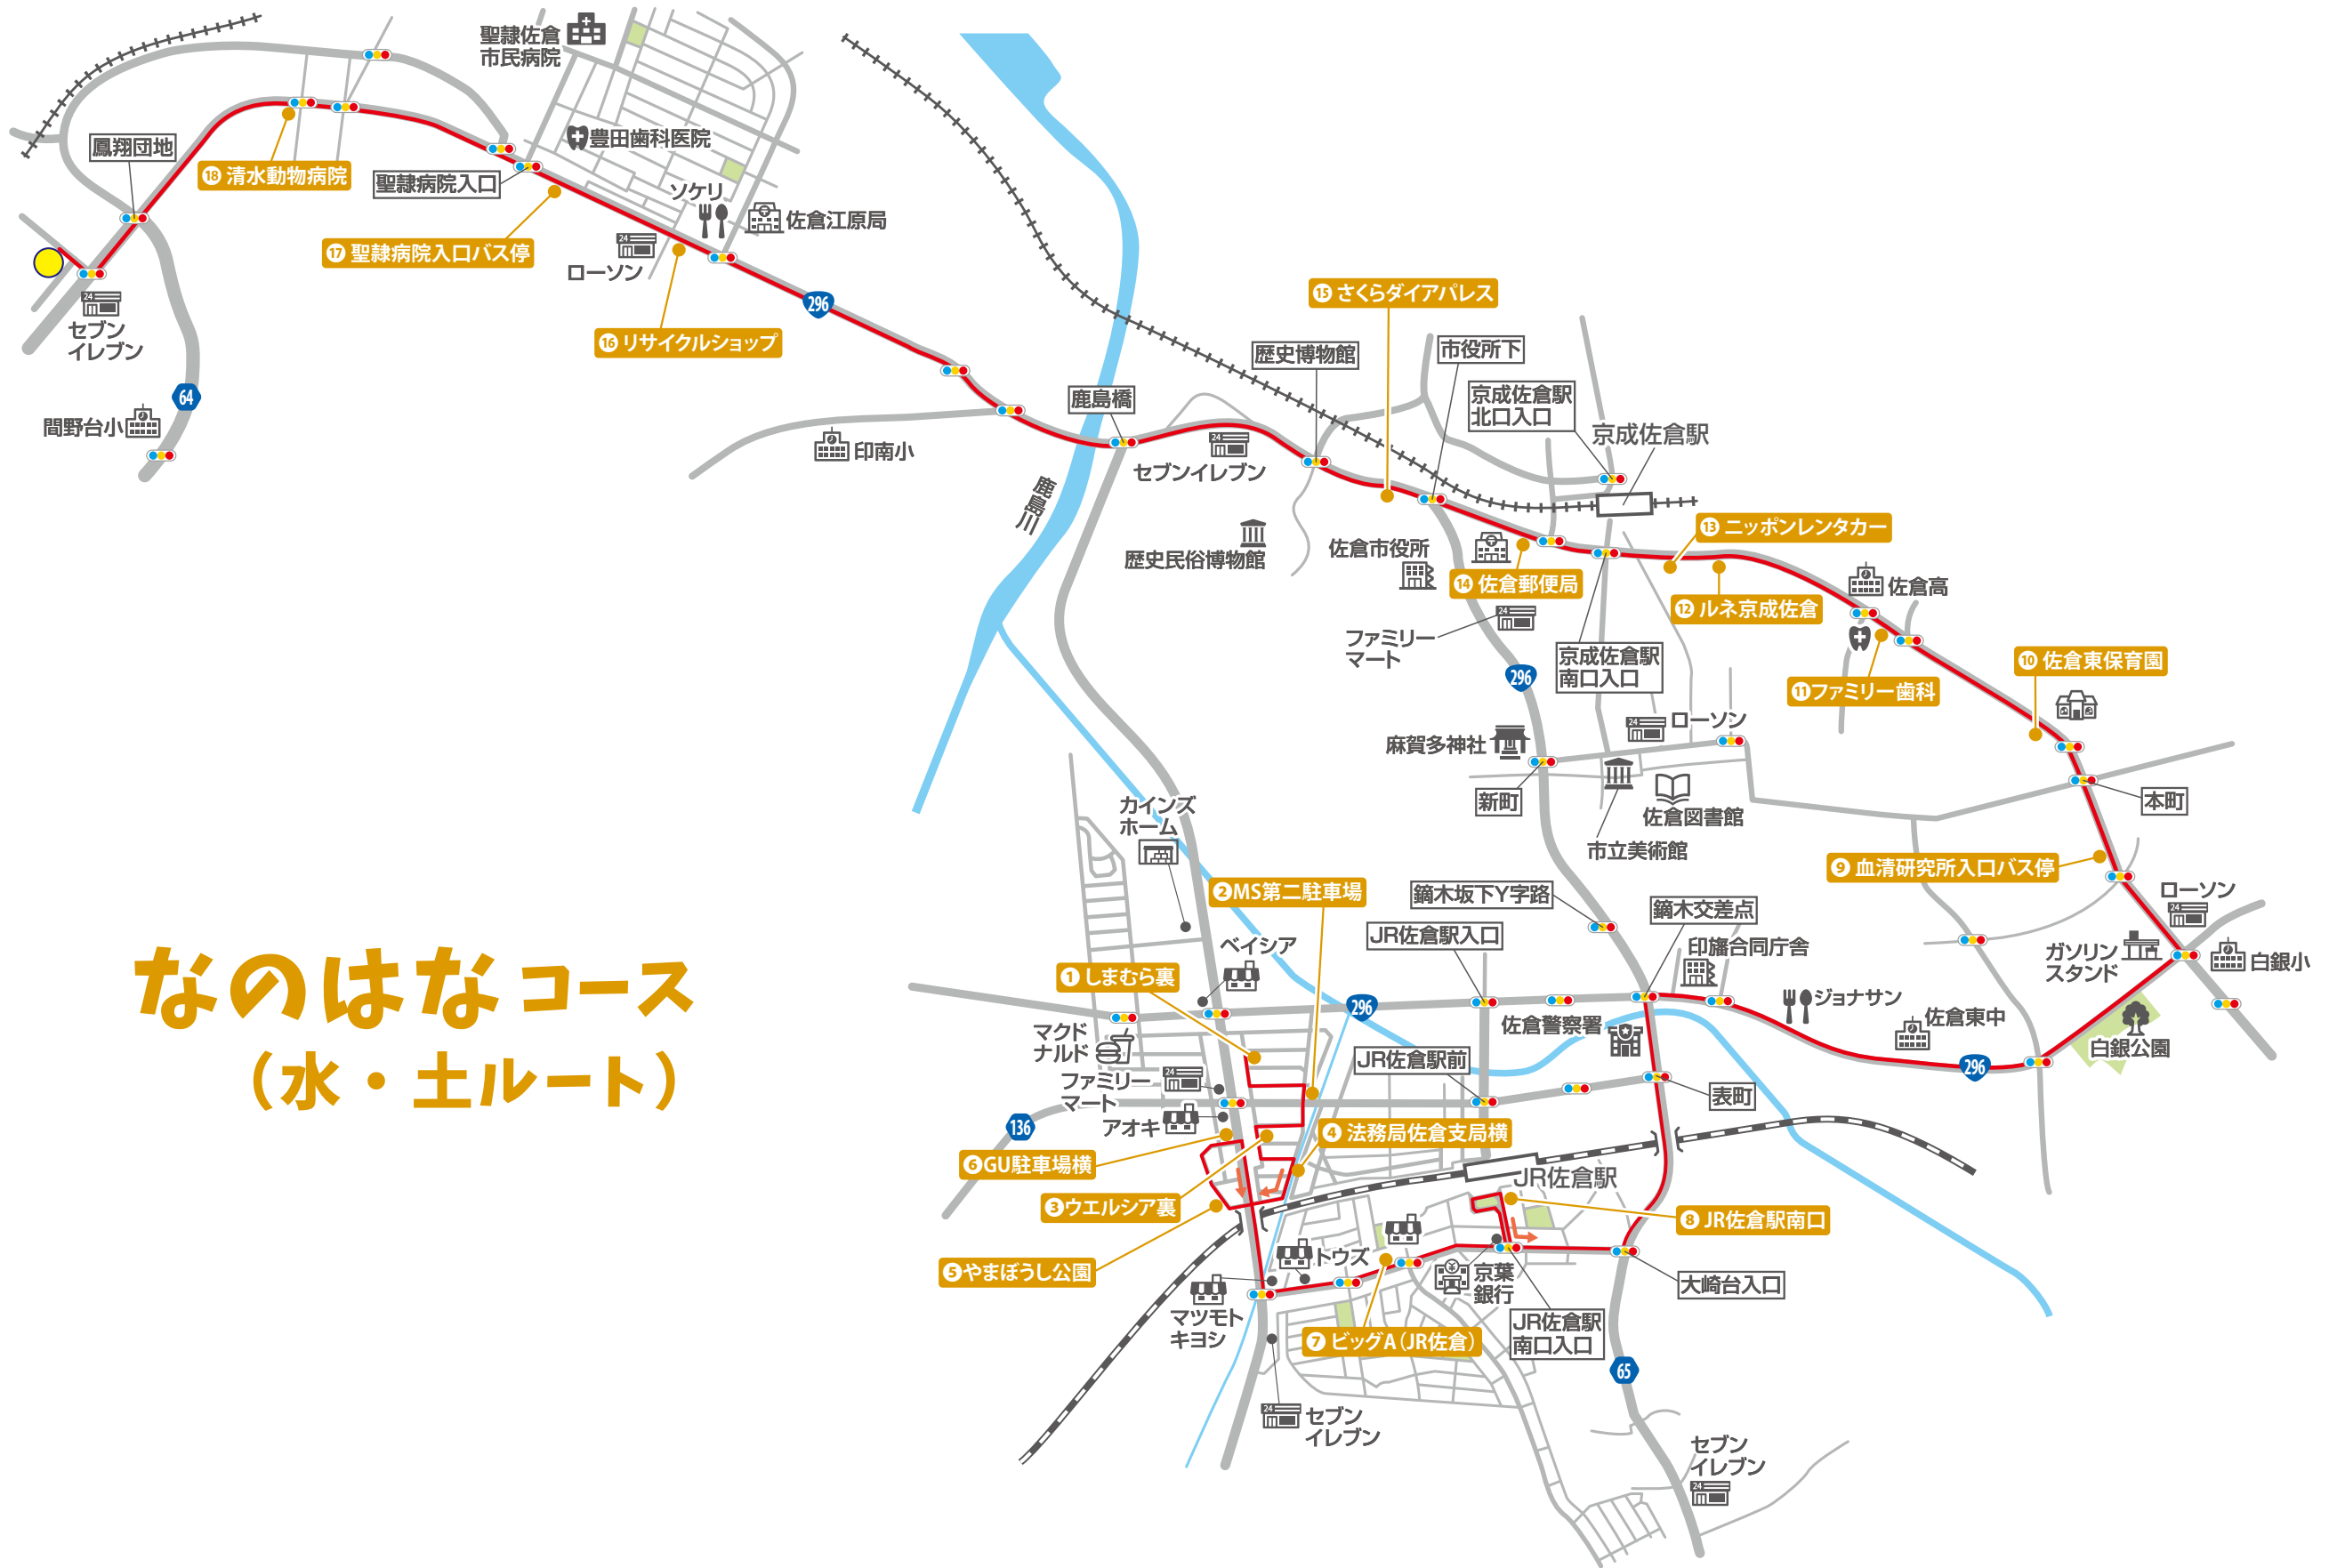 聖隷佐倉
市民病院
豊田歯科医院
鳳翔団地
⓲ 清水動物病院
聖隷病院入口
ソケリ
佐倉江原局
⓱ 聖隷病院入口バス停
24
ローソン
24
セブン
イレブン
296
⓰ リサイクルショップ
64
間野台小
印南小
鹿島橋
鹿島川
24
セブンイレブン
歴史博物館
⓯ さくらダイアパレス
市役所下
京成佐倉駅
北口入口
京成佐倉駅
歴史民俗博物館
佐倉市役所
⓮ 佐倉郵便局
⓭ ニッポンレンタカー
⓬ ルネ京成佐倉
佐倉高
24
ファミリー
マート
京成佐倉駅
南口入口
296
⓫ファミリー歯科
❿ 佐倉東保育園
麻賀多神社
24
ローソン
新町
佐倉図書館
市立美術館
本町
カインズ
ホーム
❷MS第二駐車場
鏑木坂下Y字路
鏑木交差点
❾ 血清研究所入口バス停
ローソン
24
JR佐倉駅入口
印旛合同庁舎
ガソリン
スタンド
白銀小
ベイシア
❶ しまむら裏
296
ジョナサン
佐倉東中
白銀公園
マクド
ナルド
佐倉警察署
JR佐倉駅前
296
ファミリー
マート
24
表町
136
アオキ
❹ 法務局佐倉支局横
❻GU駐車場横
❸ウエルシア裏
JR佐倉駅
❽ JR佐倉駅南口
❺やまぼうし公園
トウズ
京葉
銀行
大崎台入口
マツモト
キヨシ
❼ ビッグA（JR佐倉）
JR佐倉駅
南口入口
65
24
セブン
イレブン
セブン
イレブン
24
なのはなコース
（水・土ルート）